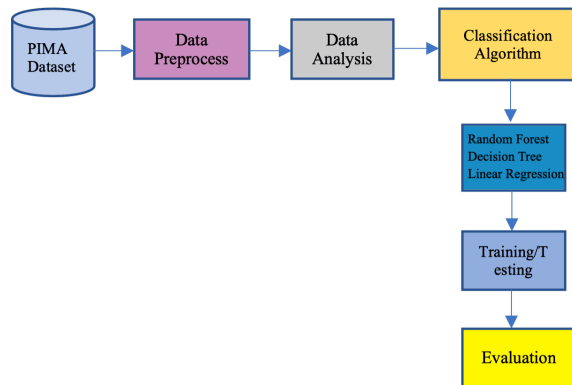 PIMA
Dataset
Data
Preprocess
Data
Analysis
Classification
Algorithm
Random Forest
Decision Tree
Linear Regression
Training/T
esting
Evaluation